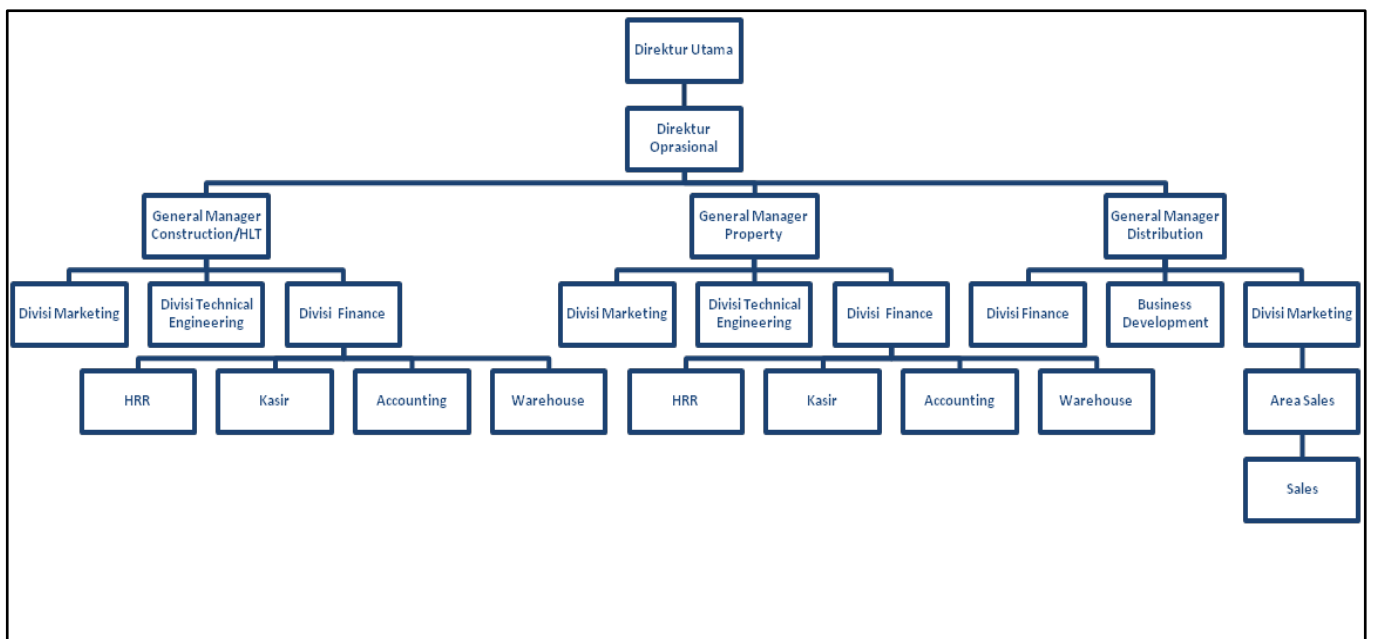 Direktur Utama
Direktur
Oprasional
General Manager
Construction/HLT
General Manager
Property
General Manager
Distribution
Divisi Marketing
Divisi Technical
Engineering
Divisi Finance
Divisi Marketing
Divisi Technical
Engineering
Divisi Finance
Divisi Finance
Business
Development
Divisi Marketing
HRR
Kasir
Accounting
Warehouse
HRR
Kasir
Accounting
Warehouse
Area Sales
Sales